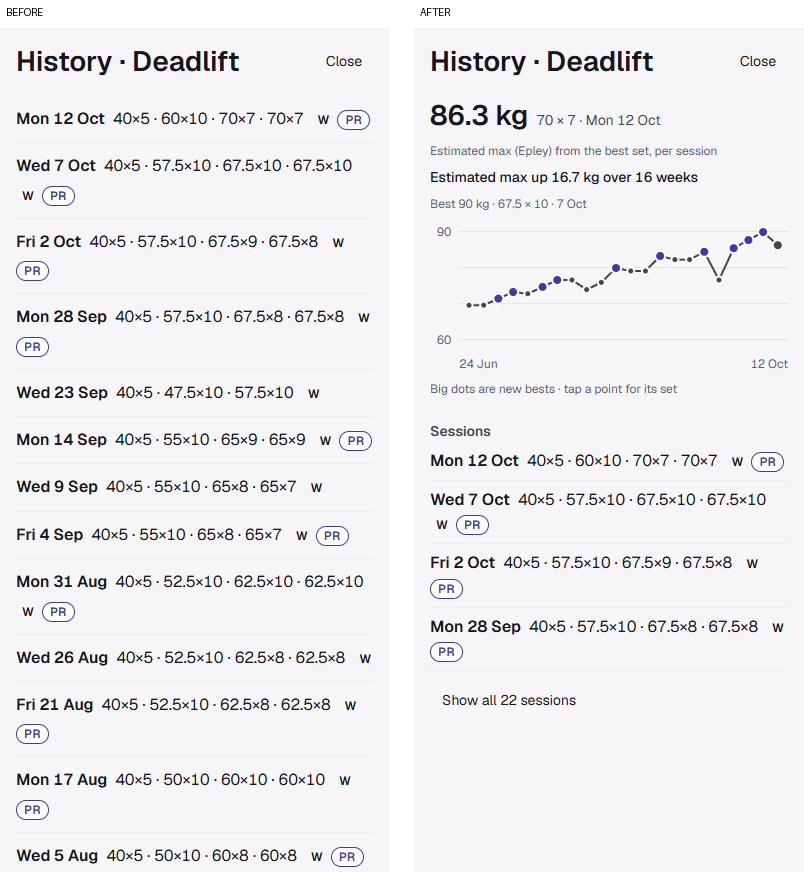 BEFORE
History · Deadlift
Close
Mon 12 Oct 40×5 · 60×10 · 70×7 · 70×7 W PR
Wed 7 Oct 40×5 · 57.5×10 · 67.5×10 · 67.5×10
W PR
Fri 2 Oct 40×5 · 57.5×10 · 67.5×9 · 67.5×8 W
PR
Mon 28 Sep 40×5 · 57.5×10 · 67.5×8 · 67.5×8 W
PR
Wed 23 Sep 40×5 · 47.5×10 · 57.5×10 W
Mon 14 Sep 40×5 · 55×10 · 65×9 · 65×9 W PR
Wed 9 Sep 40×5 · 55×10 · 65×8 · 65×7 W
Fri 4 Sep 40×5 · 55×10 · 65×8 · 65×7 W PR
Mon 31 Aug 40×5 · 52.5×10 · 62.5×10 · 62.5×10
W PR
Wed 26 Aug 40×5 · 52.5×10 · 62.5×8 · 62.5×8 W
Fri 21 Aug 40×5 · 52.5×10 · 62.5×8 · 62.5×8 W
PR
Mon 17 Aug 40×5 · 50×10 · 60×10 · 60×10 W
PR
Wed 5 Aug 40×5 · 50×10 · 60×8 · 60×8 W PR
AFTER
History · Deadlift
Close
86.3 kg 70 × 7 · Mon 12 Oct
Estimated max (Epley) from the best set, per session
Estimated max up 16.7 kg over 16 weeks
Best 90 kg · 67.5 × 10 · 7 Oct
90
60
24 Jun 12 Oct
Big dots are new bests · tap a point for its set
Sessions
Mon 12 Oct 40×5 · 60×10 · 70×7 · 70×7 W PR
Wed 7 Oct 40×5 · 57.5×10 · 67.5×10 · 67.5×10
W PR
Fri 2 Oct 40×5 · 57.5×10 · 67.5×9 · 67.5×8 W
PR
Mon 28 Sep 40×5 · 57.5×10 · 67.5×8 · 67.5×8 W
PR
Show all 22 sessions